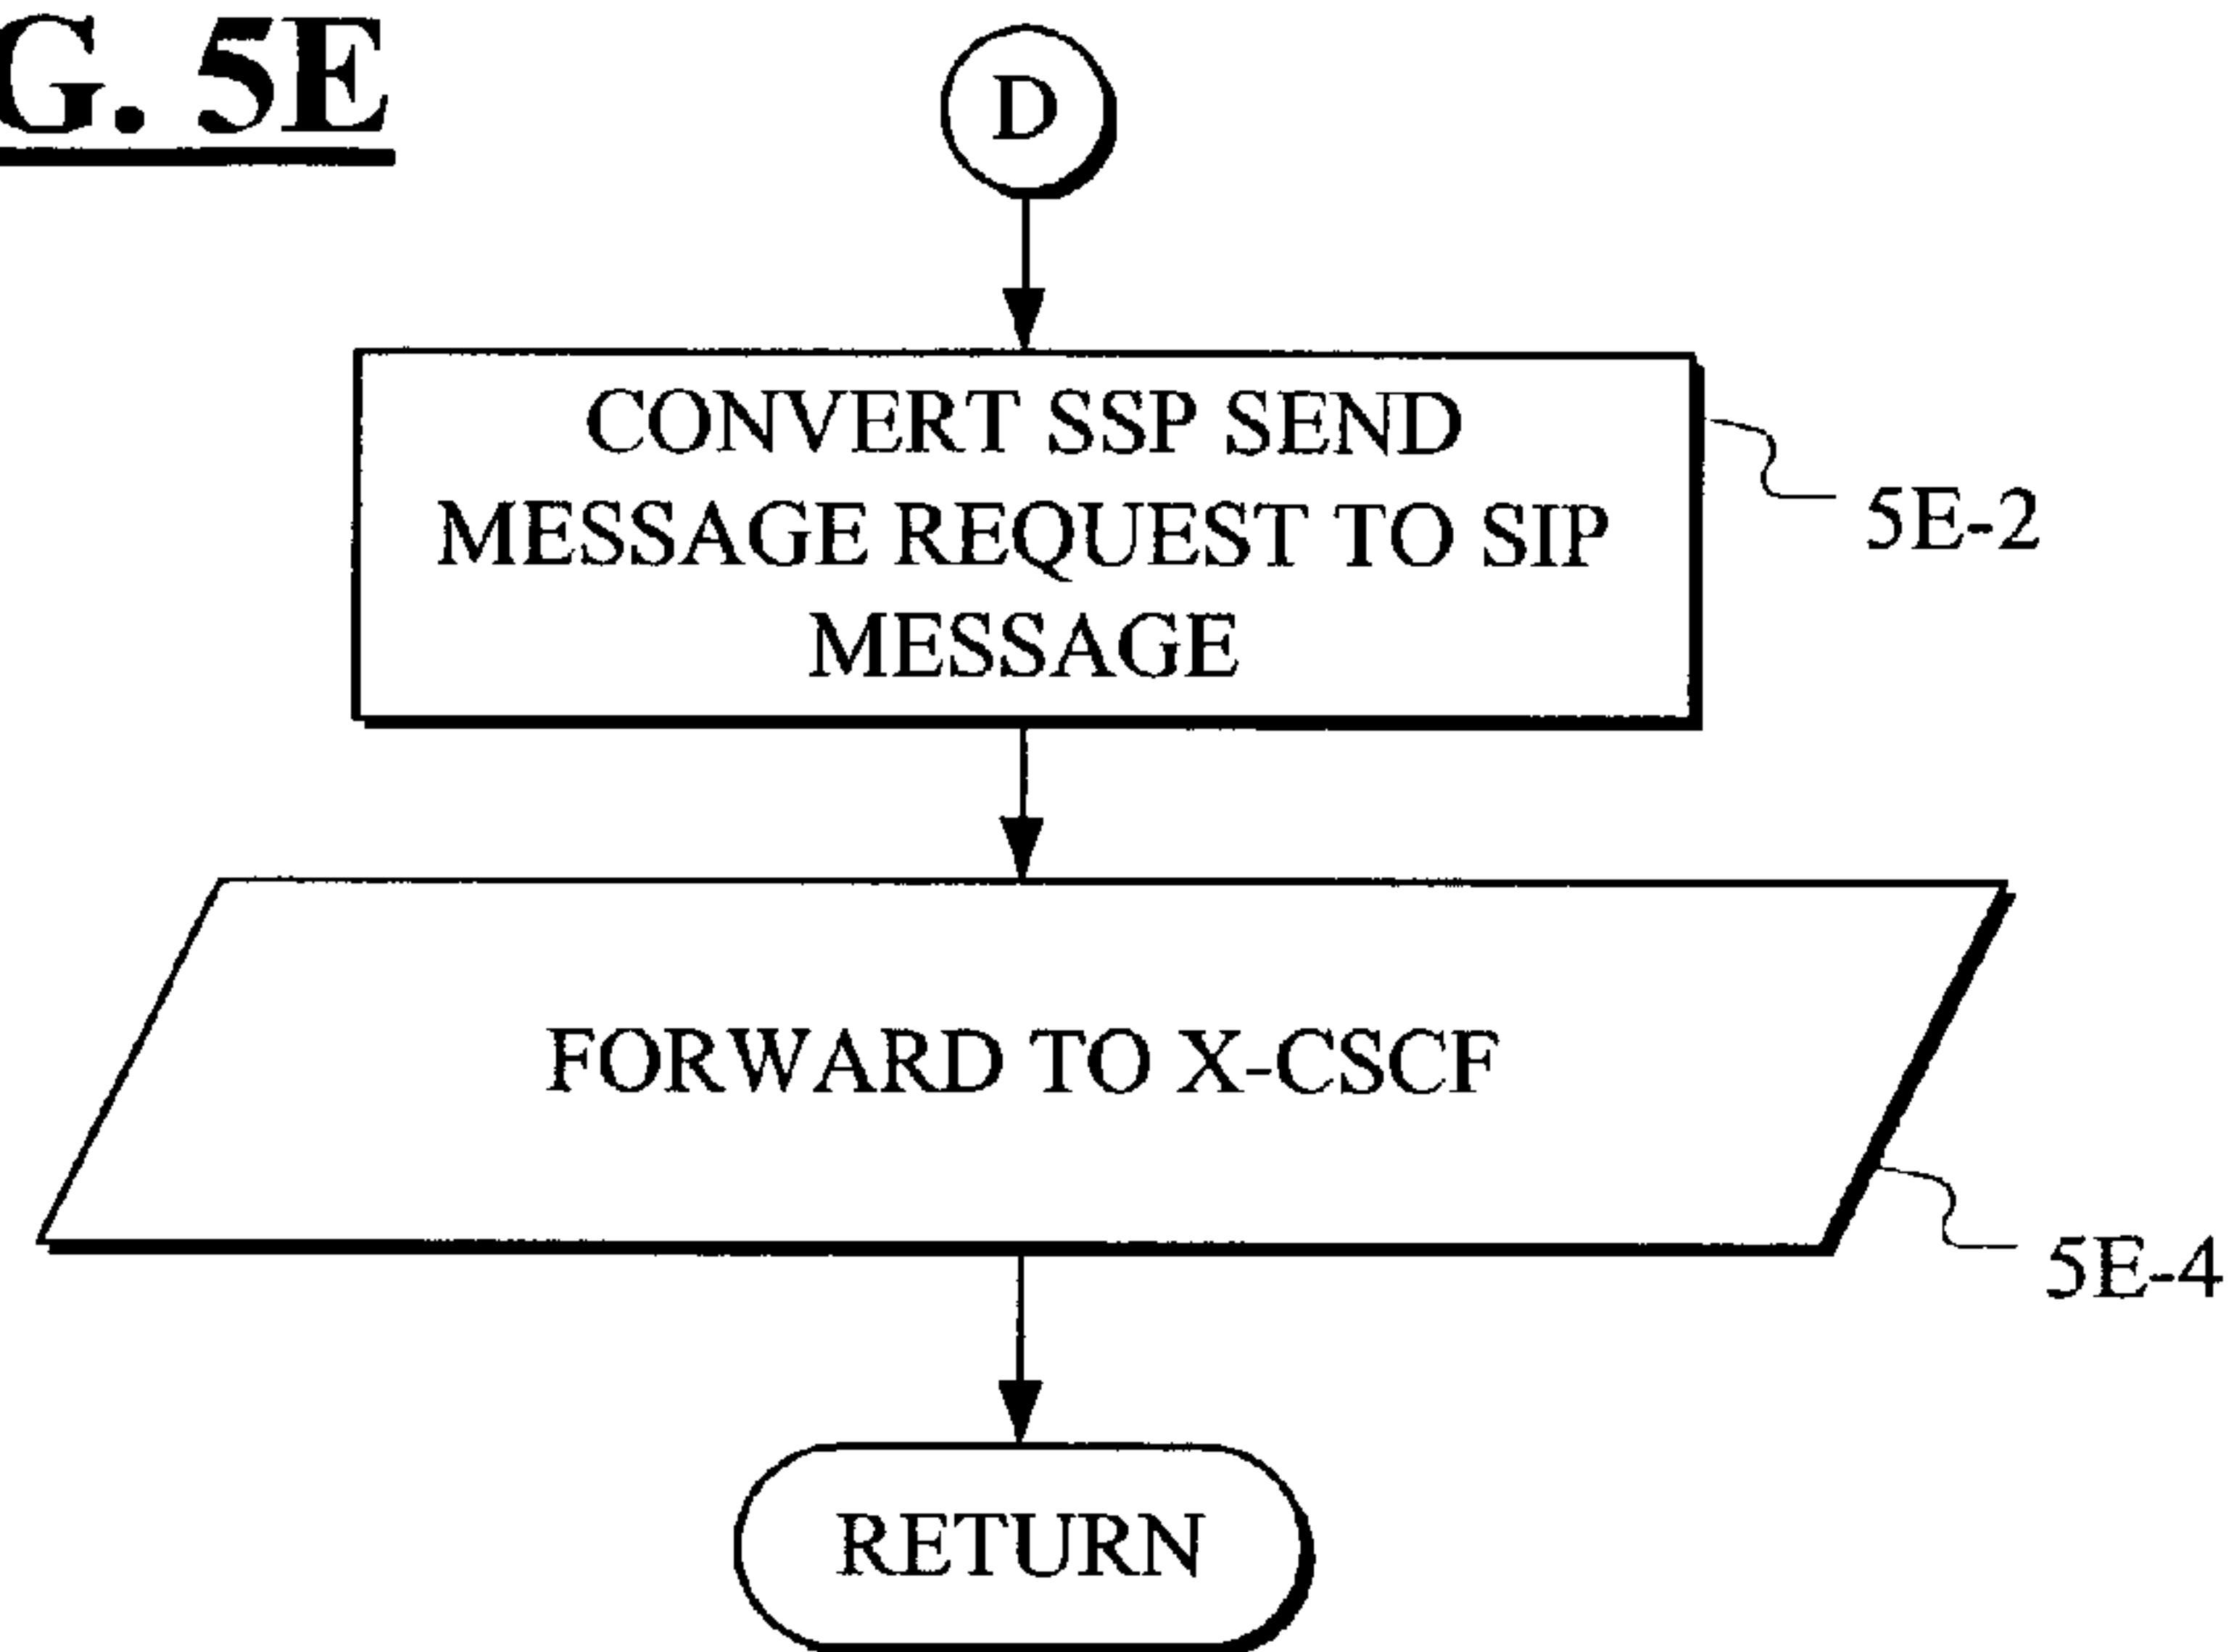 G. 5E
D
CONVERT SSP SEND
MESSAGE REQUEST TO SIP
MESSAGE
5E-2
FORWARD TO X-CSCF
5E-4
RETURN